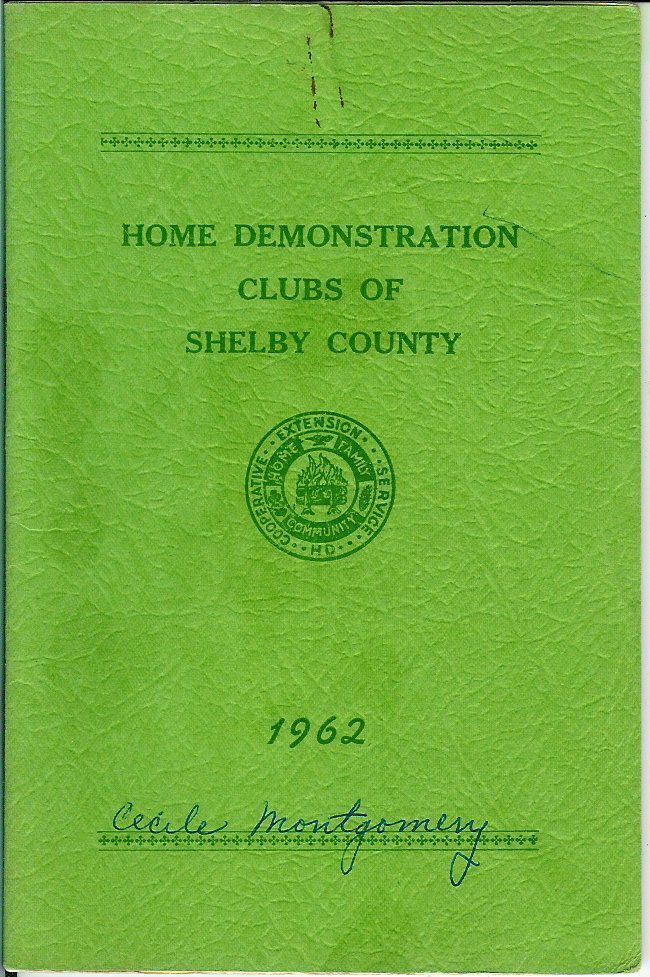 HOME DEMONSTRATION
CLUBS OF
SHELBY COUNTY
COOPERATIVE · EXTENSION · SERVICE
HD
HOME FAMILY
COMMUNITY
1962
Cecile Montgomery